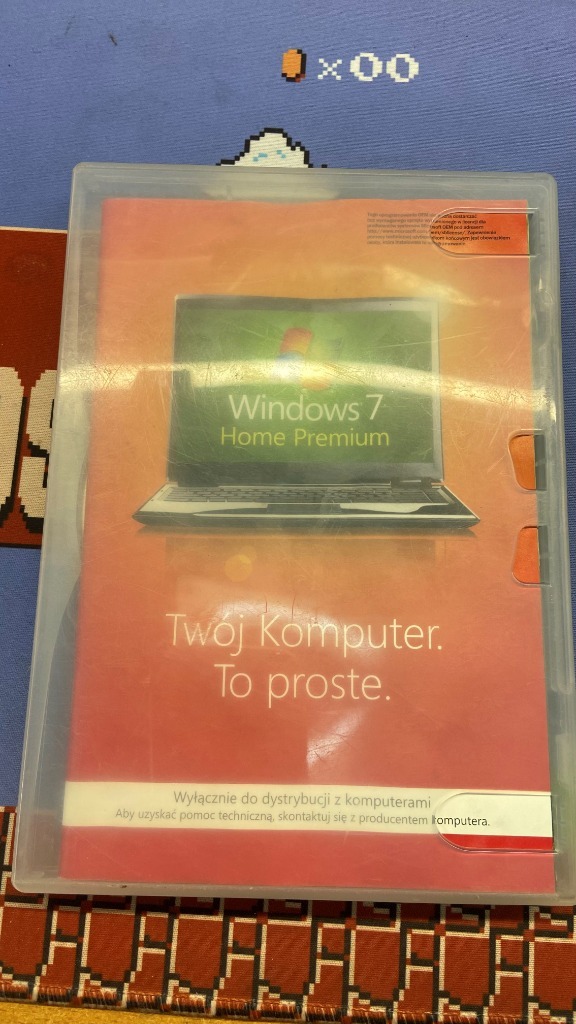 x00
Windows 7
Home Premium
Twój Komputer.
To proste.
Wyłącznie do dystrybucji z komputerami
Aby uzyskać pomoc techniczną, skontaktuj się z producentem komputera.